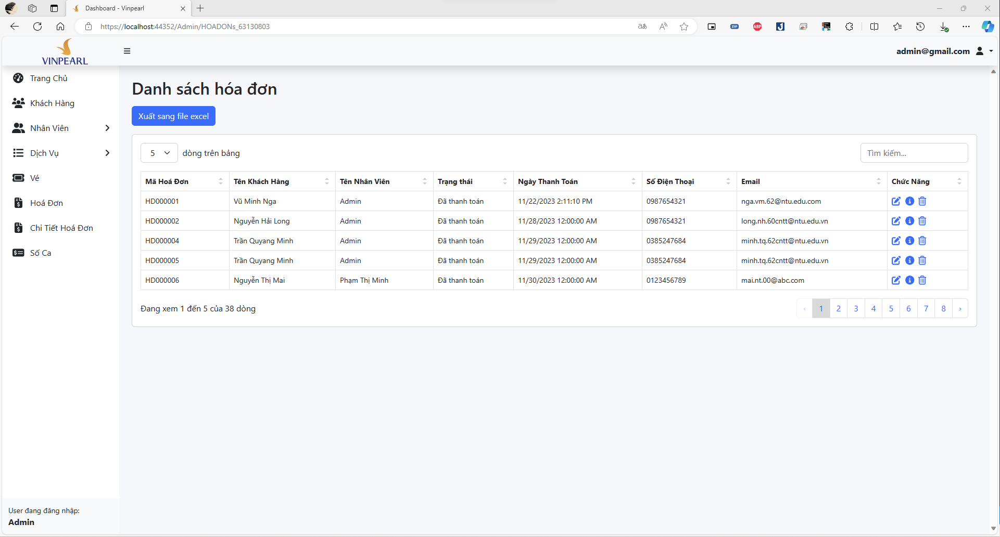 Dashboard - Vinpearl
https://localhost:44352/Admin/HOADONs_63130803
aあ
A
ZIP
ABP
VINPEARL
admin@gmail.com
Trang Chủ
Khách Hàng
Nhân Viên
Dịch Vụ
Vé
Hoá Đơn
Chi Tiết Hoá Đơn
Số Ca
Danh sách hóa đơn
Xuất sang file excel
5 dòng trên bảng
Tìm kiếm...
Mã Hoá Đơn Tên Khách Hàng Tên Nhân Viên Trạng thái Ngày Thanh Toán Số Điện Thoại Email Chức Năng
HD000001 Vũ Minh Nga Admin Đã thanh toán 11/22/2023 2:11:10 PM 0987654321 nga.vm.62@ntu.edu.com
HD000002 Nguyễn Hải Long Admin Đã thanh toán 11/28/2023 12:00:00 AM 0987654321 long.nh.60cntt@ntu.edu.vn
HD000004 Trần Quyang Minh Admin Đã thanh toán 11/29/2023 12:00:00 AM 0385247684 minh.tq.62cntt@ntu.edu.vn
HD000005 Trần Quyang Minh Admin Đã thanh toán 11/29/2023 12:00:00 AM 0385247684 minh.tq.62cntt@ntu.edu.vn
HD000006 Nguyễn Thị Mai Phạm Thị Minh Đã thanh toán 11/30/2023 12:00:00 AM 0123456789 mai.nt.00@abc.com
Đang xem 1 đến 5 của 38 dòng
‹ 1 2 3 4 5 6 7 8 ›
User đang đăng nhập:
Admin